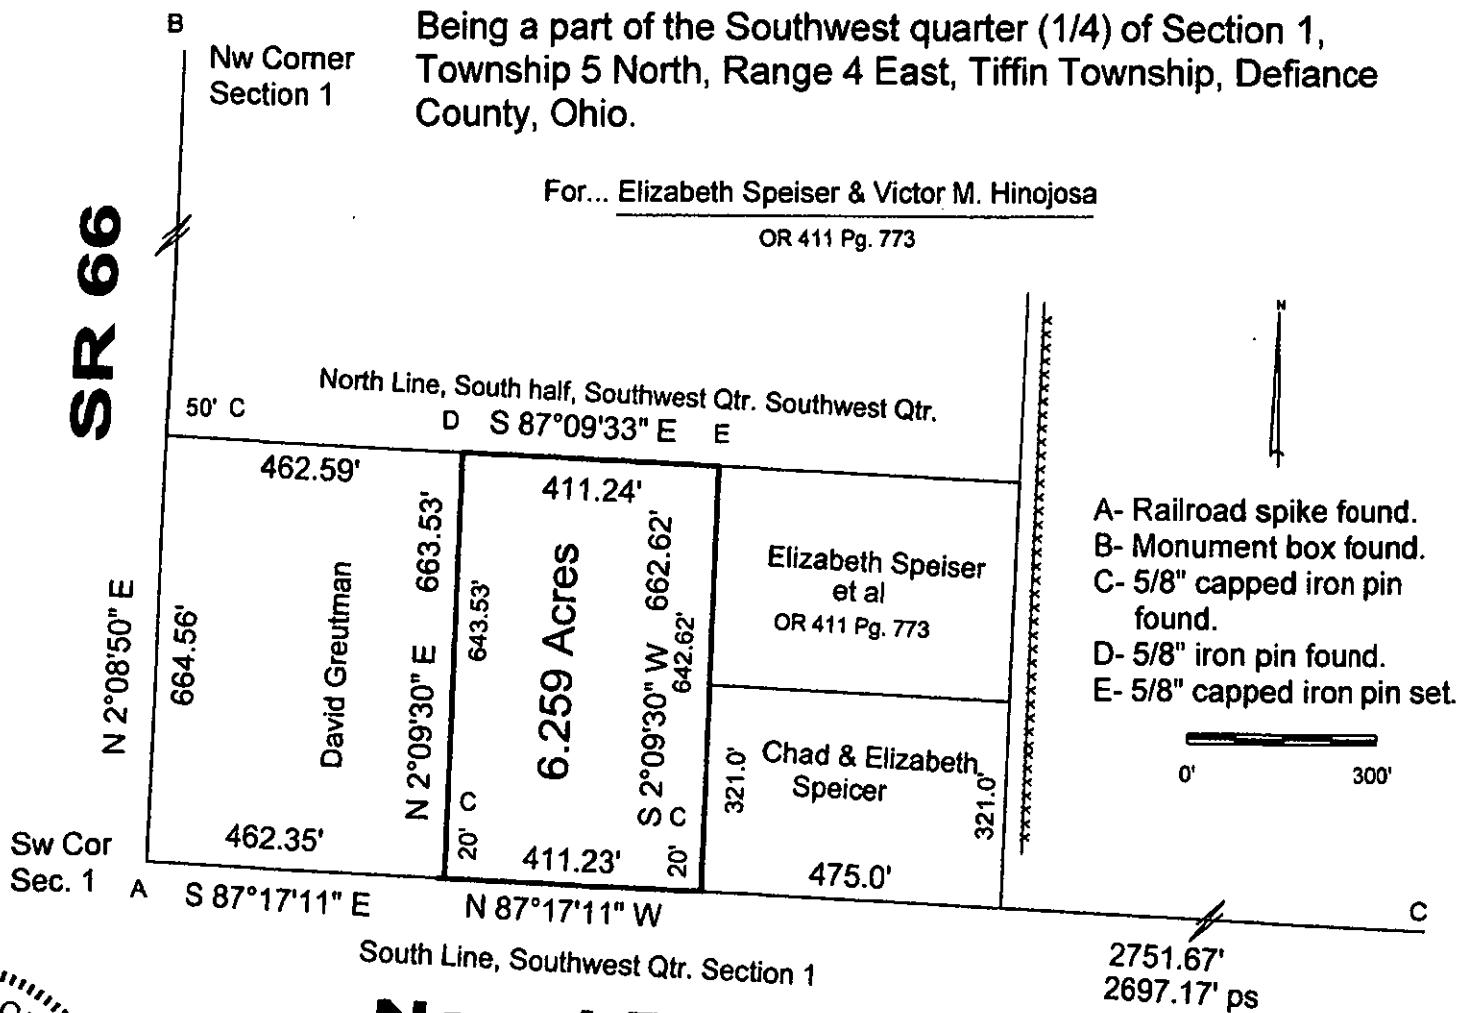 B
Nw Corner
Section 1
Being a part of the Southwest quarter (1/4) of Section 1,
Township 5 North, Range 4 East, Tiffin Township, Defiance
County, Ohio.
For... Elizabeth Speiser & Victor M. Hinojosa
OR 411 Pg. 773
SR 66
N
North Line, South half, Southwest Qtr. Southwest Qtr.
50' C
D S 87°09'33" E E
462.59'
411.24'
N 2°08'50" E
664.56'
David Greutman
N 2°09'30" E 663.53'
643.53'
6.259 Acres
S 2°09'30" W 662.62'
642.62'
Elizabeth Speiser
et al
OR 411 Pg. 773
A- Railroad spike found.
B- Monument box found.
C- 5/8" capped iron pin
found.
D- 5/8" iron pin found.
E- 5/8" capped iron pin set.
0' 300'
321.0'
Chad & Elizabeth
Speicer
321.0'
C
20'
C
20'
Sw Cor
Sec. 1
A
462.35'
411.23'
475.0'
S 87°17'11" E
N 87°17'11" W
C
South Line, Southwest Qtr. Section 1
2751.67'
2697.17' ps